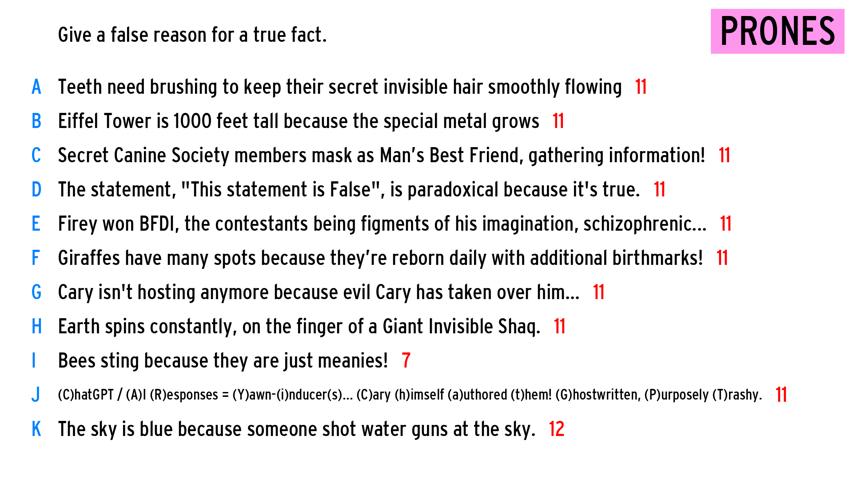 Give a false reason for a true fact.
PRONES
A Teeth need brushing to keep their secret invisible hair smoothly flowing 11
B Eiffel Tower is 1000 feet tall because the special metal grows 11
C Secret Canine Society members mask as Man's Best Friend, gathering information! 11
D The statement, "This statement is False", is paradoxical because it's true. 11
E Firey won BFDI, the contestants being figments of his imagination, schizophrenic... 11
F Giraffes have many spots because they're reborn daily with additional birthmarks! 11
G Cary isn't hosting anymore because evil Cary has taken over him... 11
H Earth spins constantly, on the finger of a Giant Invisible Shaq. 11
I Bees sting because they are just meanies! 7
J (C)hatGPT / (A)I (R)esponses = (Y)awn-(i)nducer(s)... (C)ary (h)imself (a)uthored (t)hem! (G)hostwritten, (P)urposely (T)rashy. 11
K The sky is blue because someone shot water guns at the sky. 12